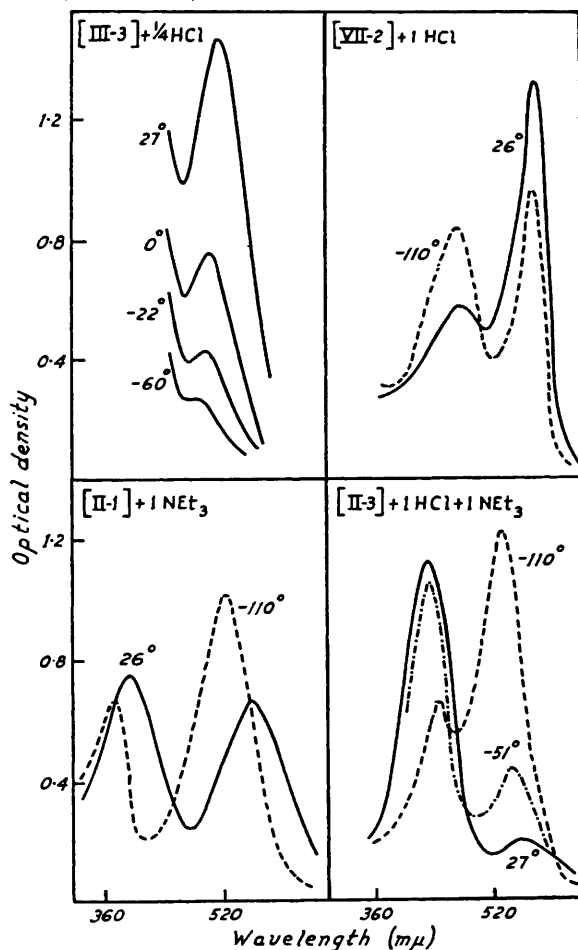 [III-3]+¼HCl
[VII-2]+1 HCl
1.2
0.8
0.4
27°
0°
-22°
-60°
26°
-110°
Optical density
[II-1]+1 NEt₃
[II-3]+1 HCl+1 NEt₃
1.2
0.8
0.4
26°
-110°
-110°
-51°
27°
360 520 360 520
Wavelength (mμ)